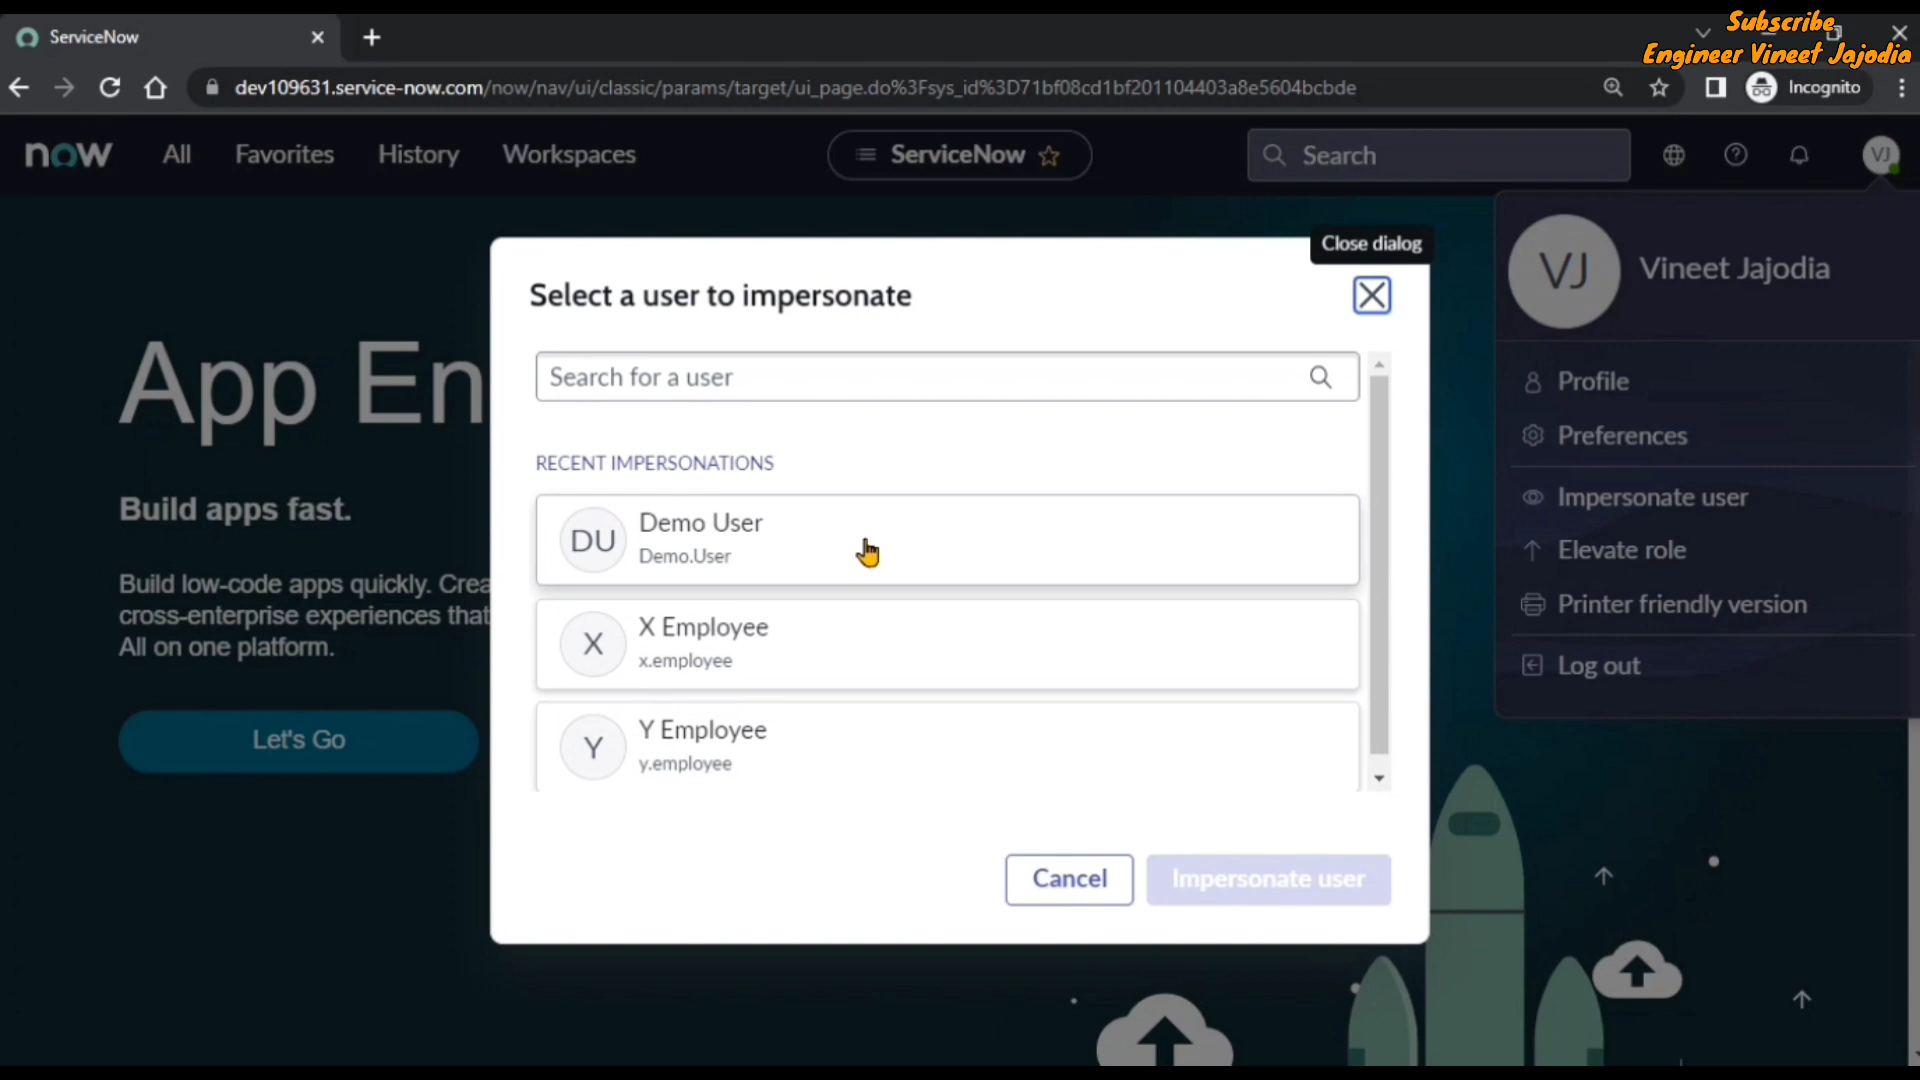 ServiceNow
Subscribe
Engineer Vineet Jajodia
dev109631.service-now.com/now/nav/ui/classic/params/target/ui_page.do%3Fsys_id%3D71bf08cd1bf201104403a8e5604bcbde
Incognito
now
All
Favorites
History
Workspaces
ServiceNow
Search
VJ
Close dialog
VJ
Vineet Jajodia
Select a user to impersonate
Search for a user
RECENT IMPERSONATIONS
DU
Demo User
Demo.User
X
X Employee
x.employee
Y
Y Employee
y.employee
Cancel
Impersonate user
Profile
Preferences
Impersonate user
Elevate role
Printer friendly version
Log out
App En
Build apps fast.
Build low-code apps quickly. Crea
cross-enterprise experiences that
All on one platform.
Let's Go